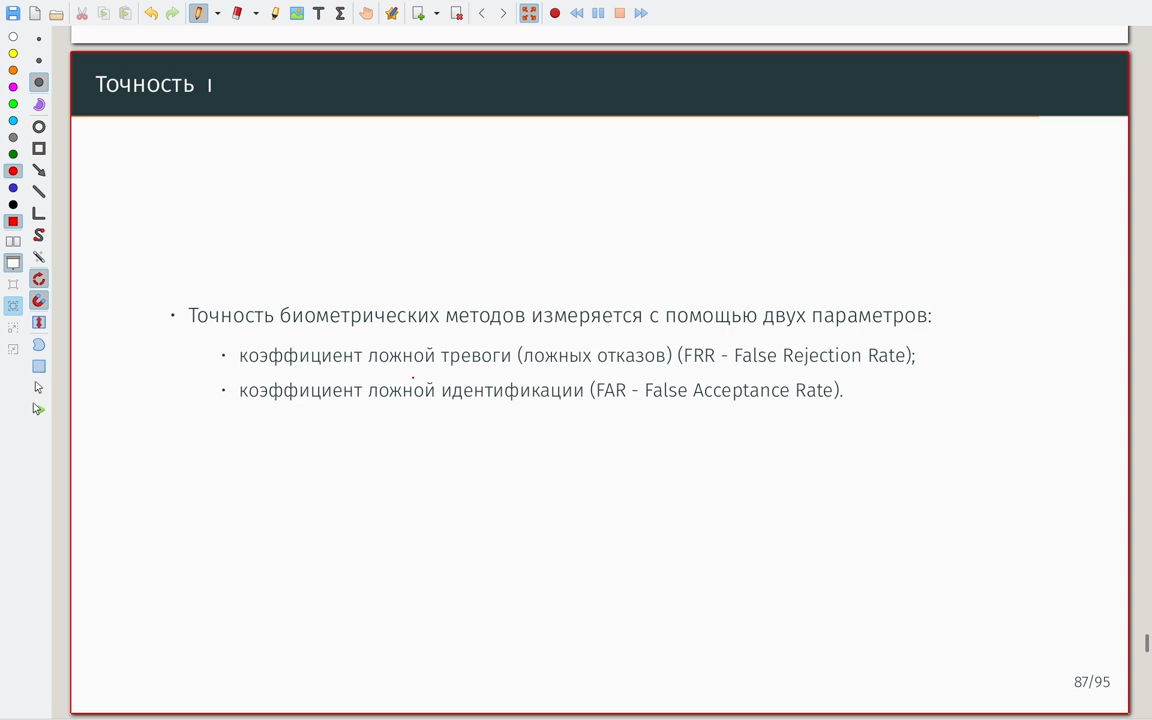 Точность I
• Точность биометрических методов измеряется с помощью двух параметров:
• коэффициент ложной тревоги (ложных отказов) (FRR - False Rejection Rate);
• коэффициент ложной идентификации (FAR - False Acceptance Rate).
87/95